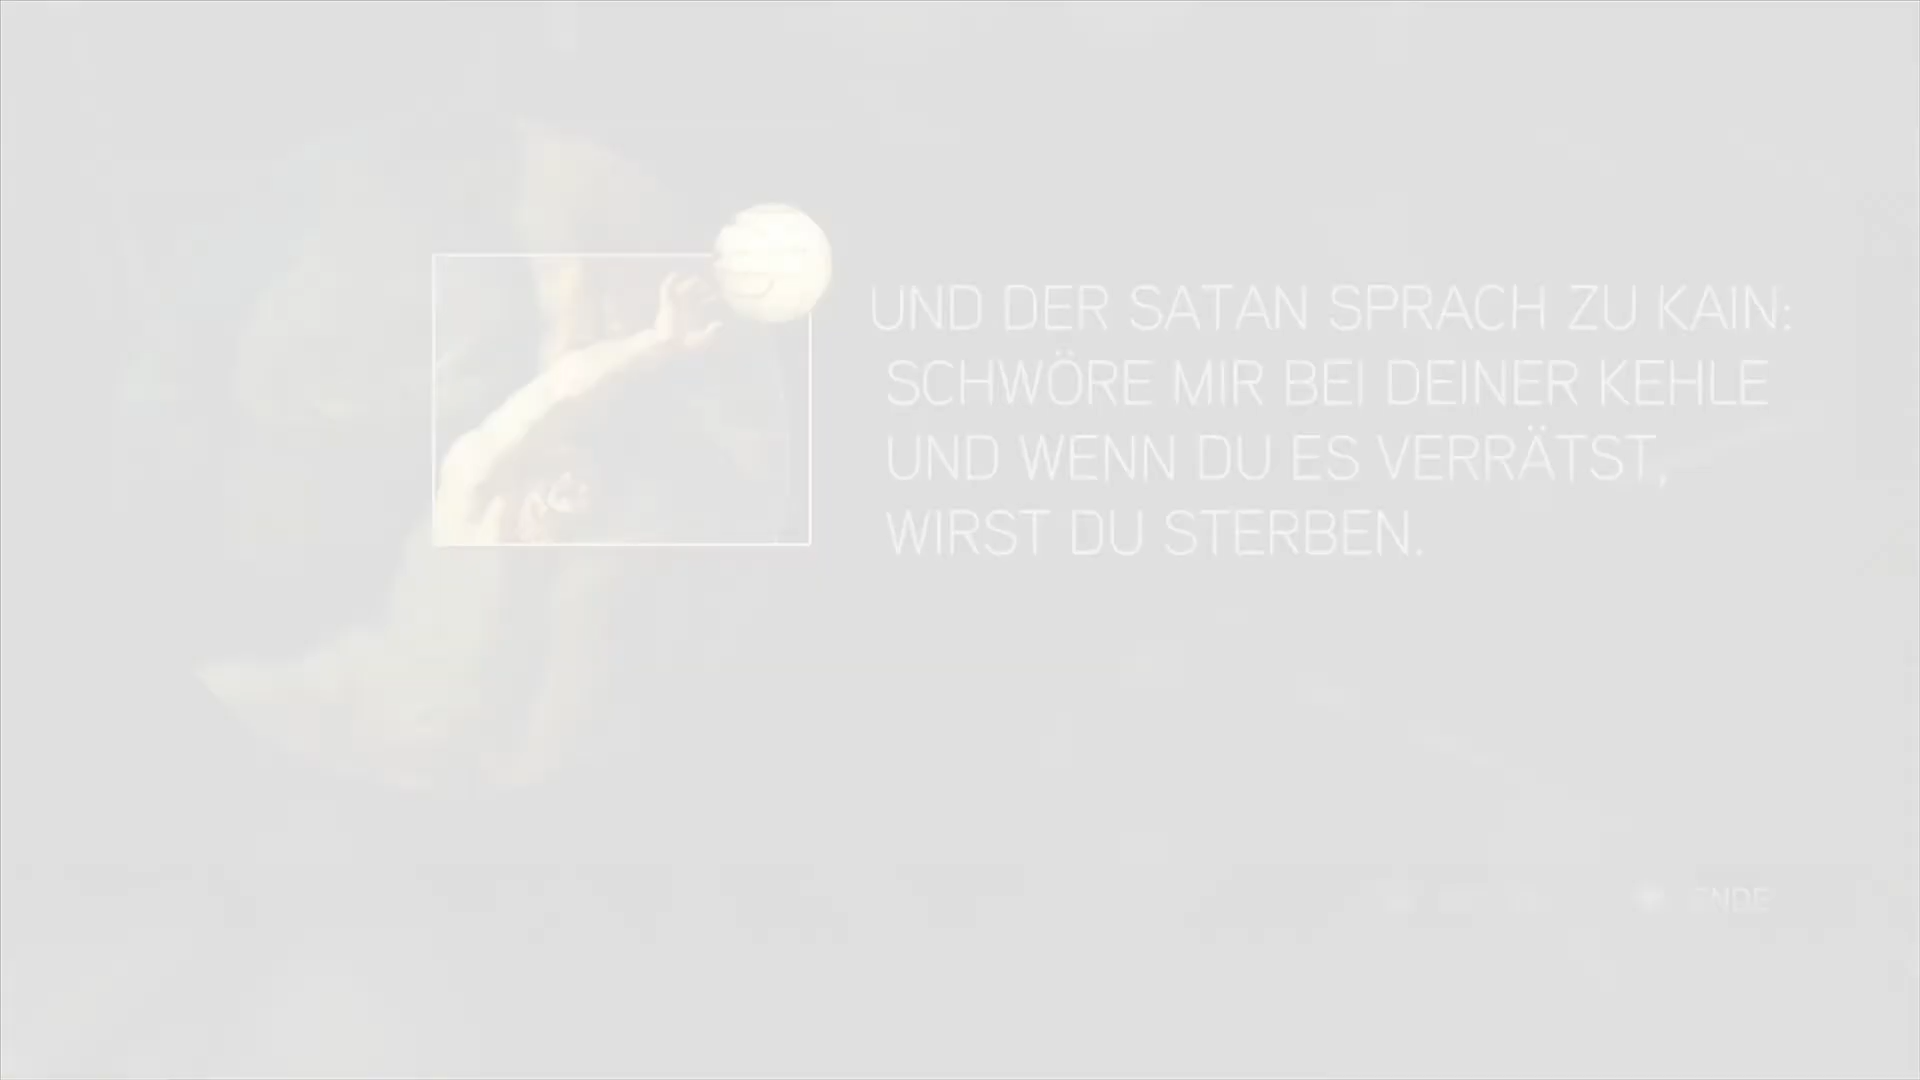 UND DER SATAN SPRACH ZU KAIN:
SCHWÖRE MIR BEI DEINER KEHLE
UND WENN DU ES VERRÄTST,
WIRST DU STERBEN.
ENDE